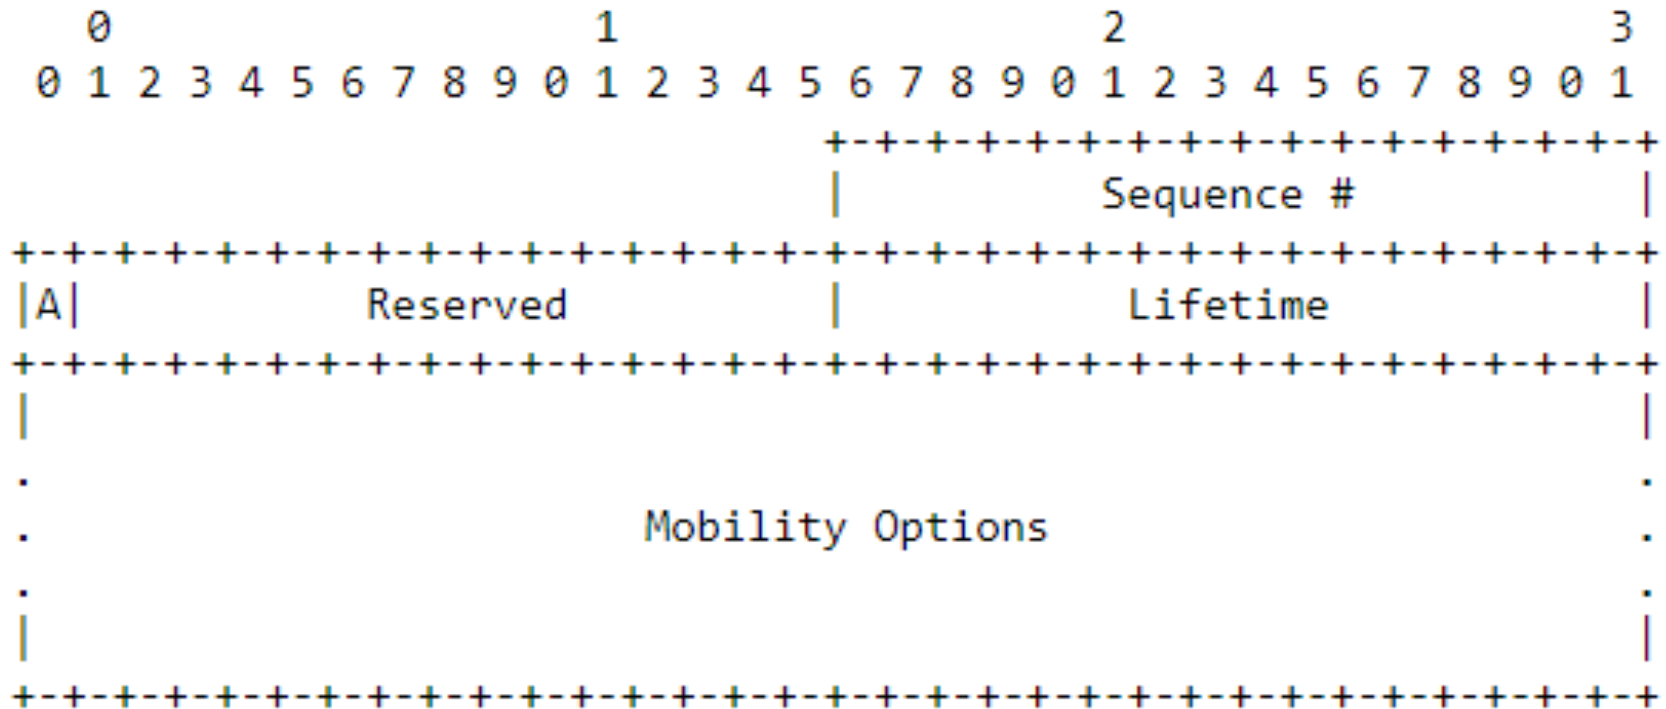 0                   1                   2                   3
 0 1 2 3 4 5 6 7 8 9 0 1 2 3 4 5 6 7 8 9 0 1 2 3 4 5 6 7 8 9 0 1
                                +-+-+-+-+-+-+-+-+-+-+-+-+-+-+-+-+
                                |          Sequence #           |
+-+-+-+-+-+-+-+-+-+-+-+-+-+-+-+-+-+-+-+-+-+-+-+-+-+-+-+-+-+-+-+-+
|A|           Reserved          |           Lifetime            |
+-+-+-+-+-+-+-+-+-+-+-+-+-+-+-+-+-+-+-+-+-+-+-+-+-+-+-+-+-+-+-+-+
|                                                               |
.                                                               .
.                        Mobility Options                       .
.                                                               .
|                                                               |
+-+-+-+-+-+-+-+-+-+-+-+-+-+-+-+-+-+-+-+-+-+-+-+-+-+-+-+-+-+-+-+-+